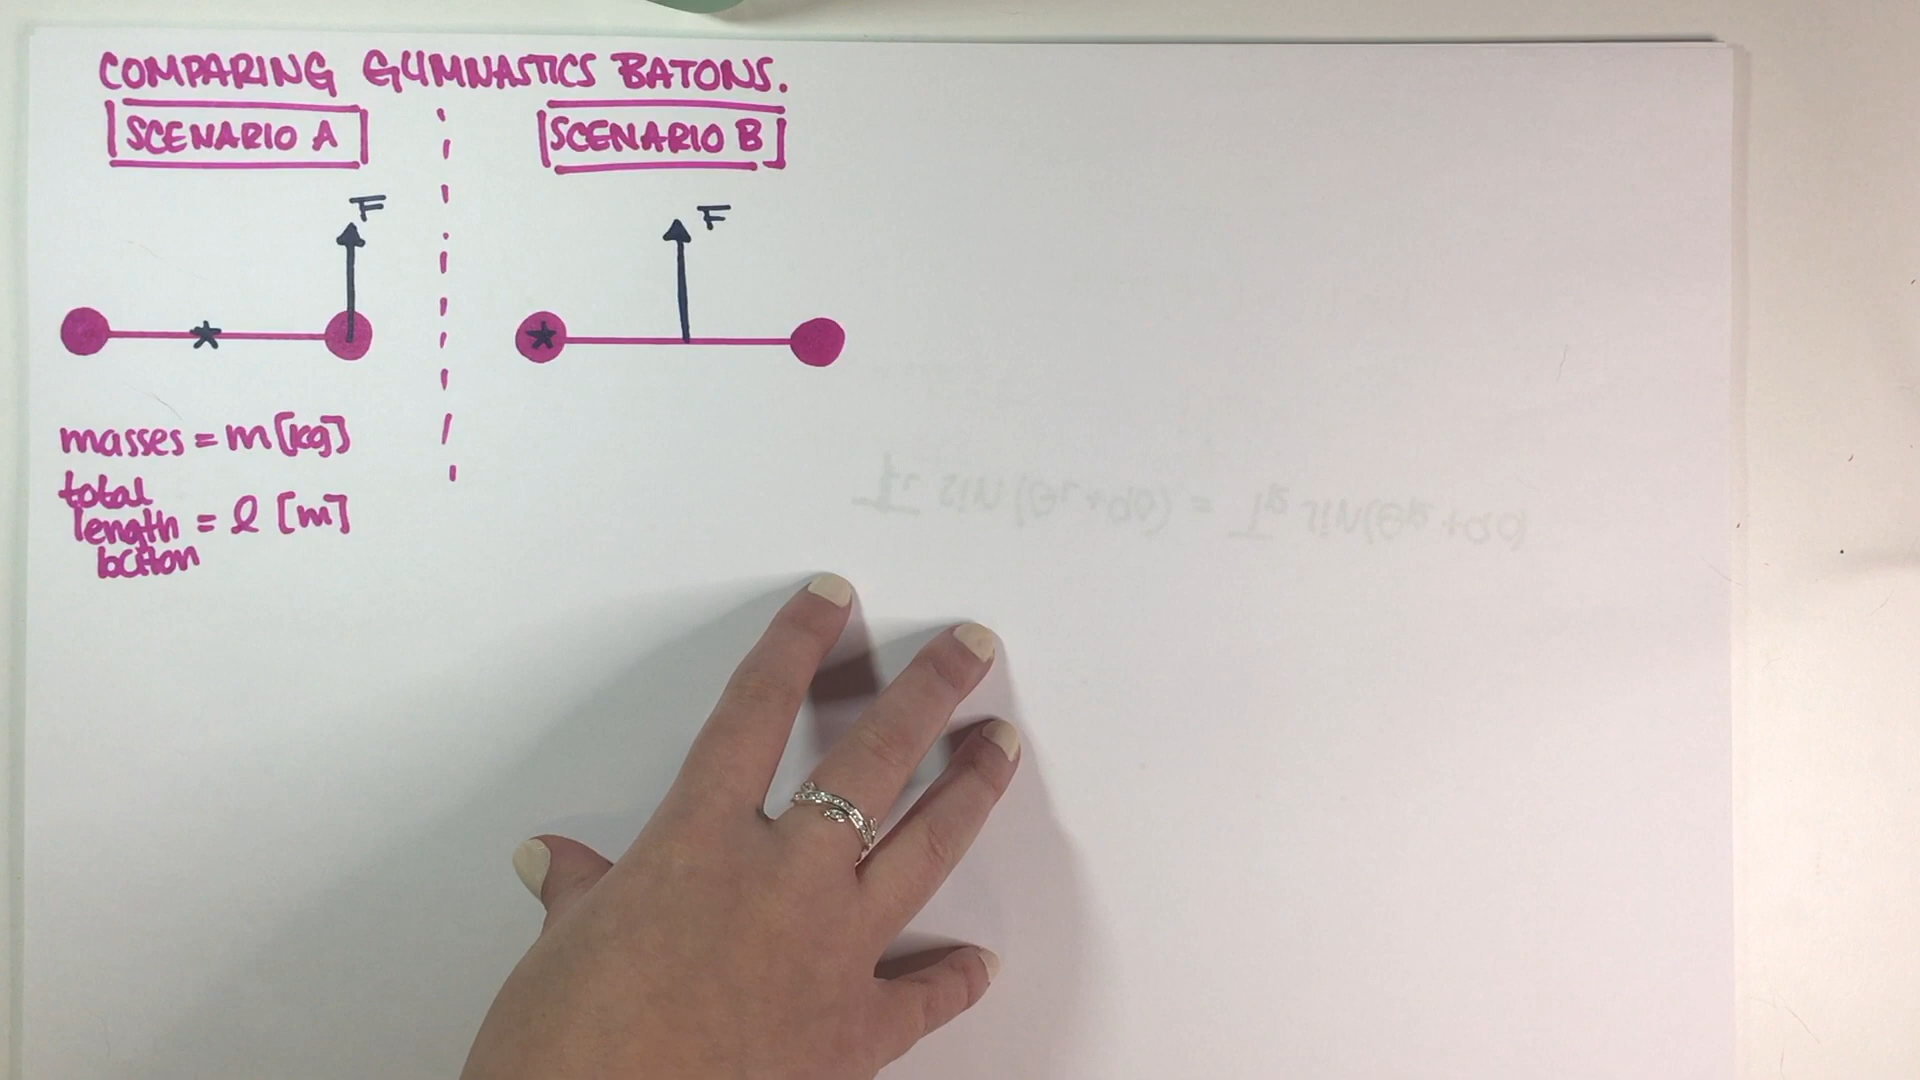 COMPARING GYMNASTICS BATONS.
SCENARIO A
SCENARIO B
F
F
masses = m [kg]
total
length = l [m]
baton